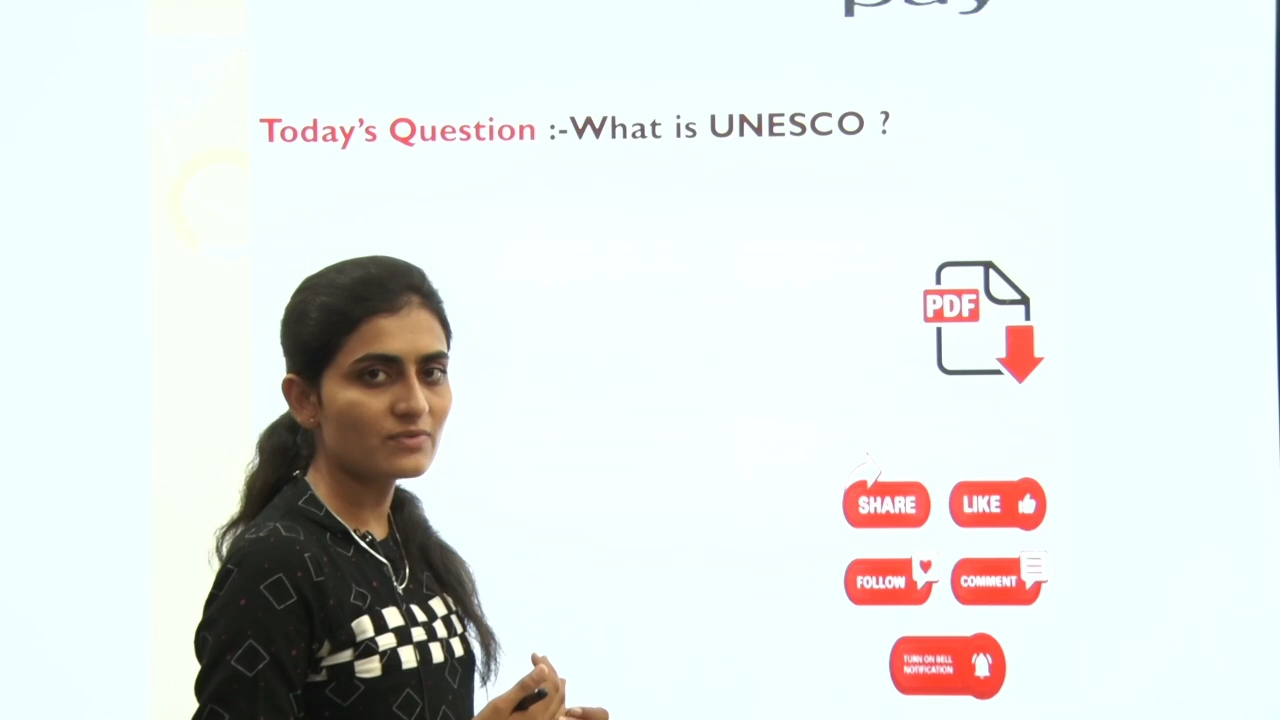 Today's Question :-What is UNESCO ?
PDF
SHARE
LIKE
FOLLOW
COMMENT
TURN ON BELL
NOTIFICATION